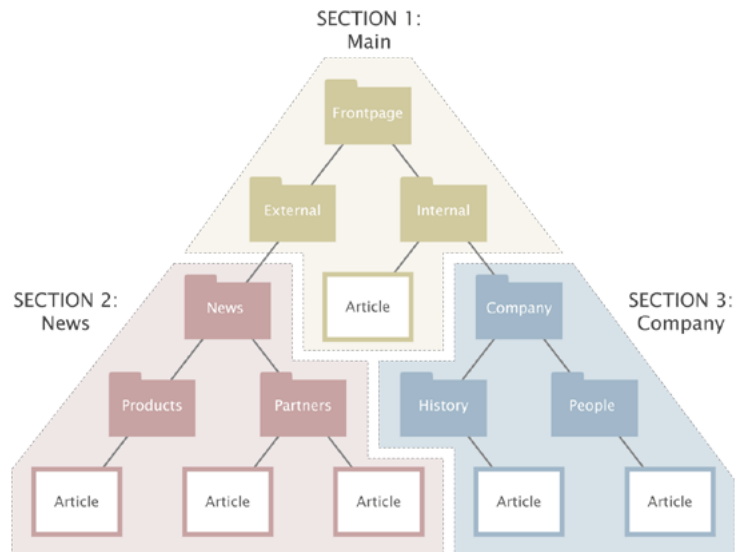 SECTION 1:
Main
Frontpage
External
Internal
SECTION 2:
News
News
Article
Company
SECTION 3:
Company
Products
Partners
History
People
Article
Article
Article
Article
Article